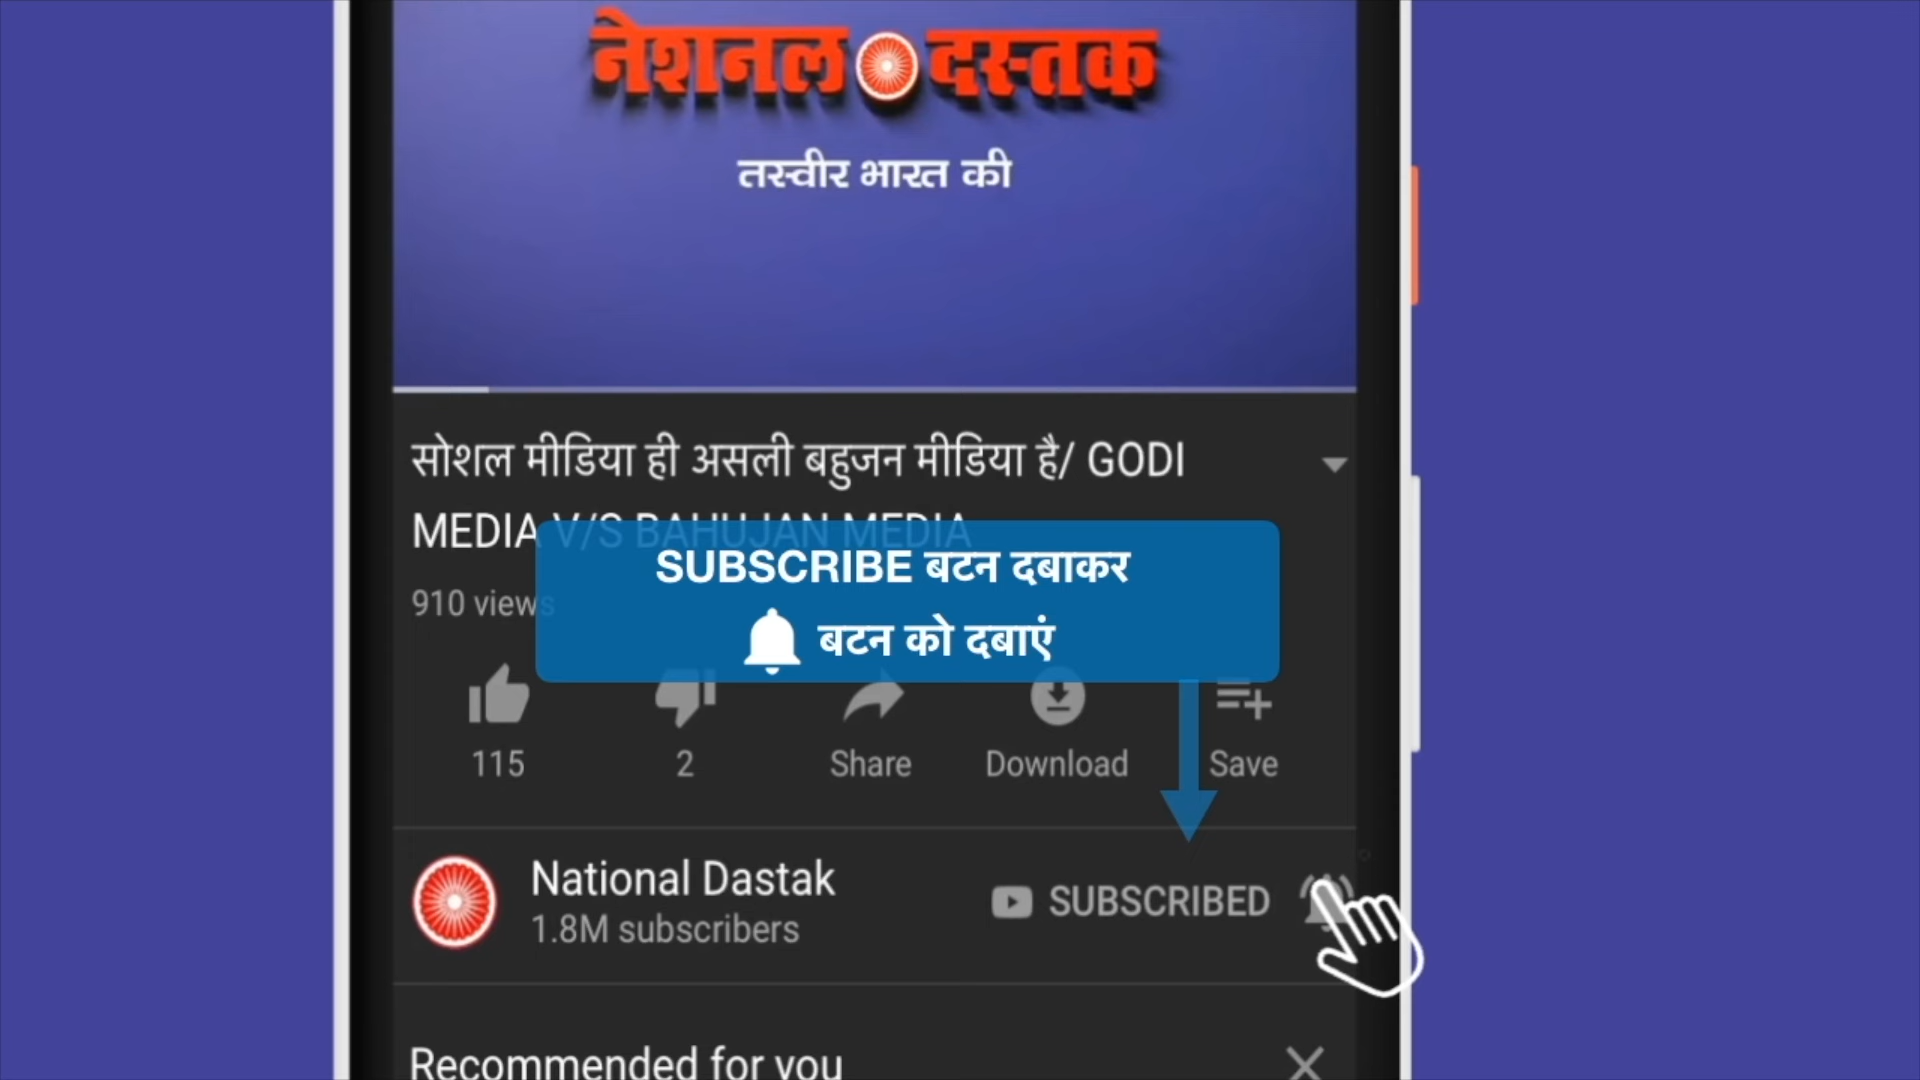 नेशनल दस्तक
तस्वीर भारत की
सोशल मीडिया ही असली बहुजन मीडिया है/ GODI
MEDIA V/S BAHUJAN MEDIA
910 views
SUBSCRIBE बटन दबाकर
बटन को दबाएं
115
2
Share
Download
Save
National Dastak
1.8M subscribers
SUBSCRIBED
Recommended for you